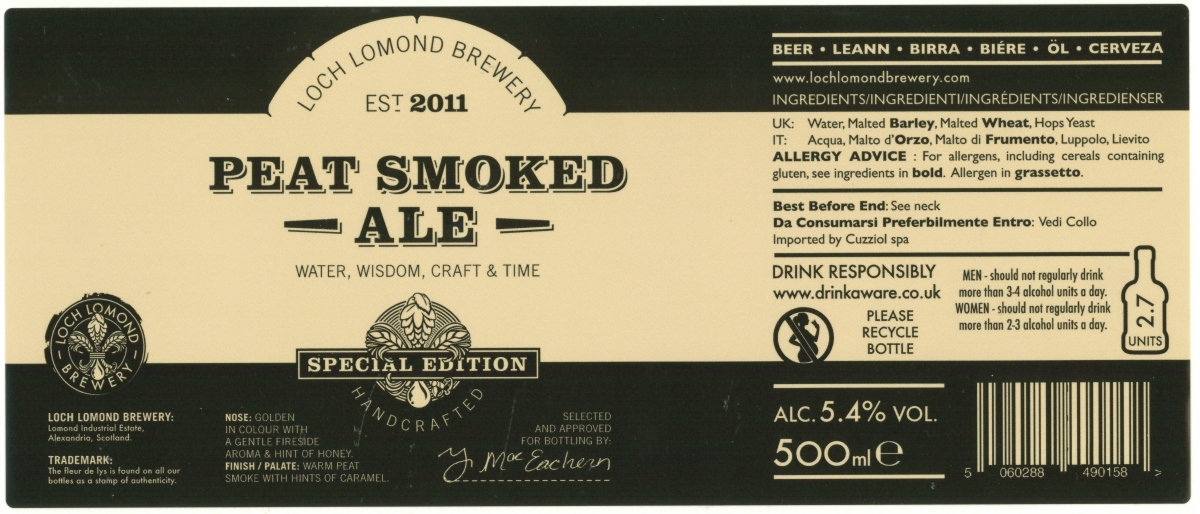 LOCH LOMOND BREWERY
EST 2011
PEAT SMOKED
ALE
WATER, WISDOM, CRAFT & TIME
SPECIAL EDITION
HANDCRAFTED
LOCH LOMOND
BREWERY
LOCH LOMOND BREWERY:
Lomond Industrial Estate,
Alexandria, Scotland.
TRADEMARK:
The fleur de lys is found on all our
bottles as a stamp of authenticity.
NOSE: GOLDEN
IN COLOUR WITH
A GENTLE FIRESIDE
AROMA & HINT OF HONEY.
FINISH / PALATE: WARM PEAT
SMOKE WITH HINTS OF CARAMEL.
SELECTED
AND APPROVED
FOR BOTTLING BY:
Y. MacEachern
BEER • LEANN • BIRRA • BIÉRE • ÖL • CERVEZA
www.lochlomondbrewery.com
INGREDIENTS/INGREDIENTI/INGRÉDIENTS/INGREDIENSER
UK: Water, Malted Barley, Malted Wheat, Hops Yeast
IT: Acqua, Malto d'Orzo, Malto di Frumento, Luppolo, Lievito
ALLERGY ADVICE : For allergens, including cereals containing
gluten, see ingredients in bold. Allergen in grassetto.
Best Before End: See neck
Da Consumarsi Preferbilmente Entro: Vedi Collo
Imported by Cuzziol spa
DRINK RESPONSIBLY
www.drinkaware.co.uk
PLEASE
RECYCLE
BOTTLE
MEN - should not regularly drink
more than 3-4 alcohol units a day.
WOMEN - should not regularly drink
more than 2-3 alcohol units a day.
2.7
UNITS
ALC. 5.4% VOL.
500ml e
5 060288 490158 >